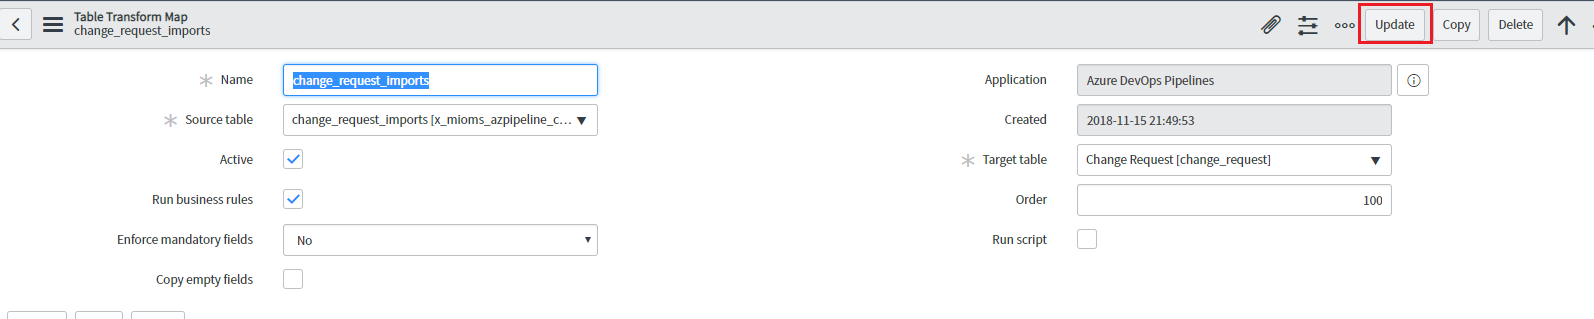 Table Transform Map
change_request_imports
Update
Copy
Delete
Name
change_request_imports
Application
Azure DevOps Pipelines
Source table
change_request_imports [x_mioms_azpipeline_c...
Created
2018-11-15 21:49:53
Active
Target table
Change Request [change_request]
Run business rules
Order
100
Enforce mandatory fields
No
Run script
Copy empty fields